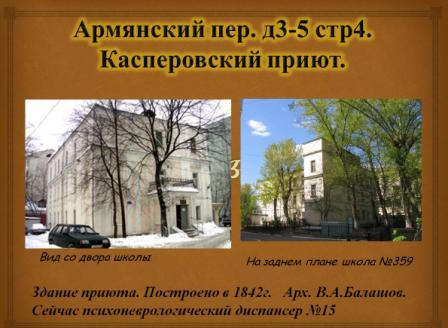 Армянский пер. д3-5 стр4.
Касперовский приют.
Вид со двора школы
На заднем плане школа №359
Здание приюта. Построено в 1842г. Арх. В.А.Балашов.
Сейчас психоневрологический диспансер №15